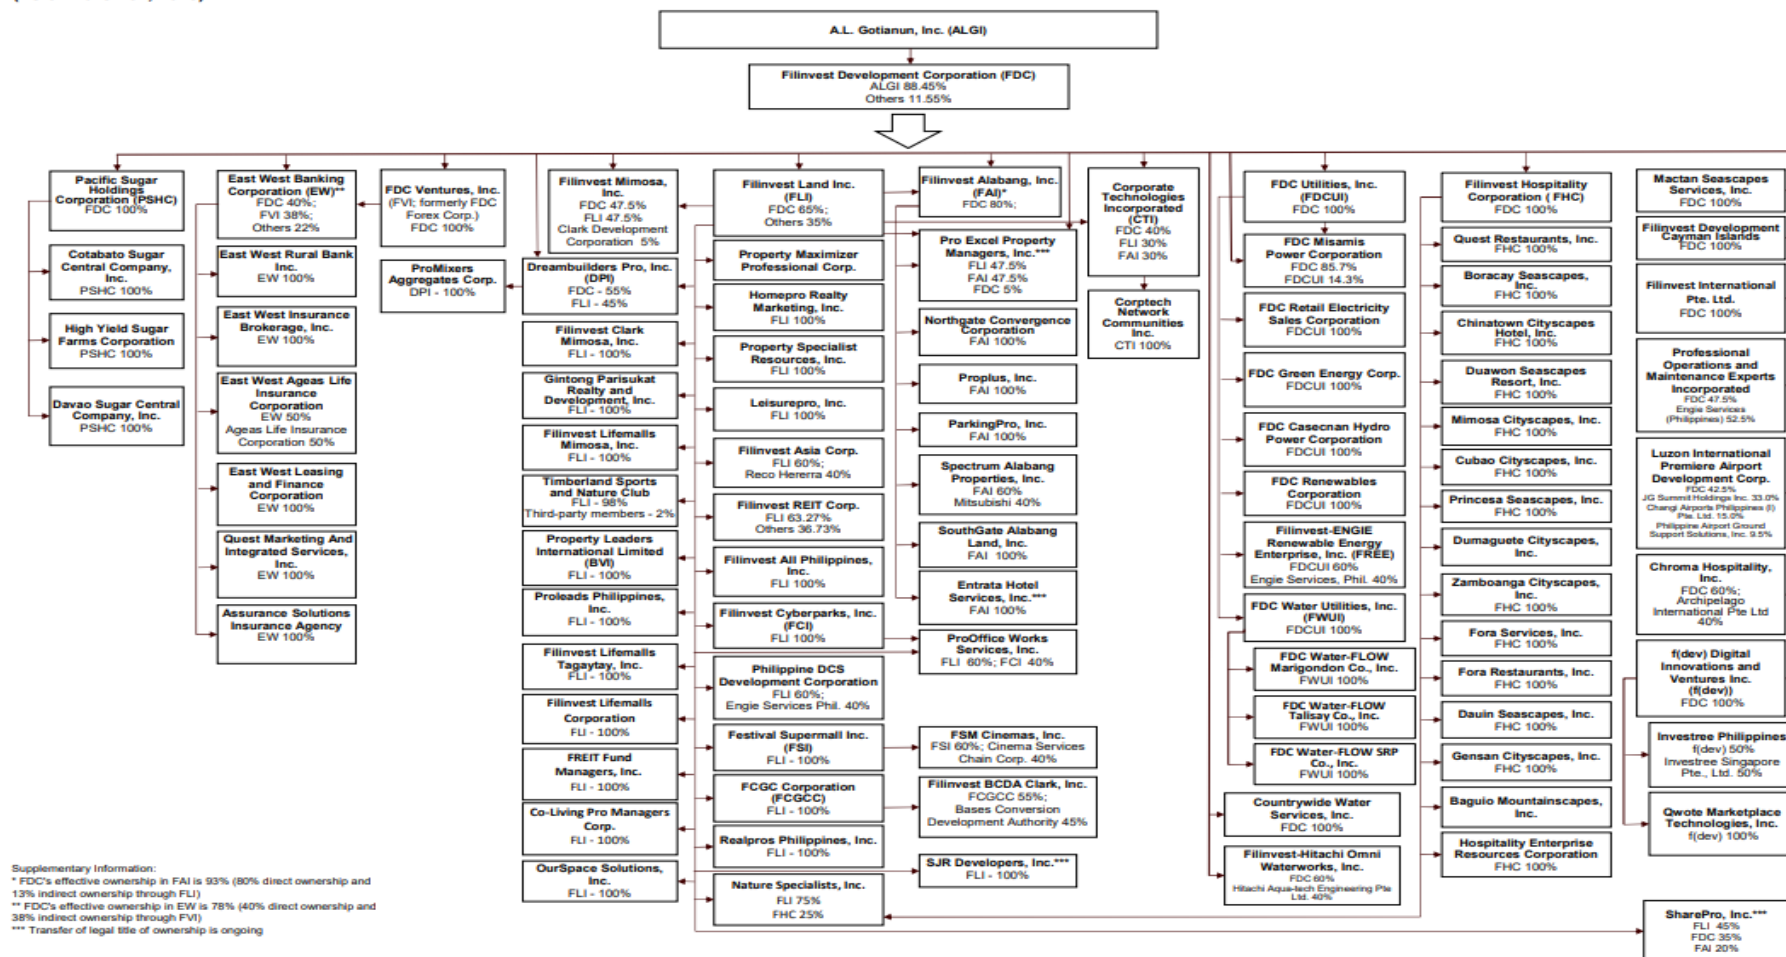 A.L. Gotianun, Inc. (ALGI)
Filinvest Development Corporation (FDC)
ALGI 88.45%
Others 11.55%
Pacific Sugar
Holdings
Corporation (PSHC)
FDC 100%
Cotabato Sugar
Central Company,
Inc.
PSHC 100%
High Yield Sugar
Farms Corporation
PSHC 100%
Davao Sugar Central
Company, Inc.
PSHC 100%
East West Banking
Corporation (EW)**
FDC 40%;
FVI 38%;
Others 22%
East West Rural Bank
Inc.
EW 100%
East West Insurance
Brokerage, Inc.
EW 100%
East West Ageas Life
Insurance
Corporation
EW 50%
Ageas Life Insurance
Corporation 50%
East West Leasing
and Finance
Corporation
EW 100%
Quest Marketing And
Integrated Services,
Inc.
EW 100%
Assurance Solutions
Insurance Agency
EW 100%
FDC Ventures, Inc.
(FVI; formerly FDC
Forex Corp.)
FDC 100%
ProMixers
Aggregates Corp.
DPI - 100%
Filinvest Mimosa,
Inc.
FDC 47.5%
FLI 47.5%
Clark Development
Corporation 5%
Dreambuilders Pro, Inc.
(DPI)
FDC - 55%
FLI - 45%
Filinvest Clark
Mimosa, Inc.
FLI - 100%
Gintong Parisukat
Realty and
Development, Inc.
FLI - 100%
Filinvest Lifemalls
Mimosa, Inc.
FLI - 100%
Timberland Sports
and Nature Club
FLI - 98%
Third-party members - 2%
Property Leaders
International Limited
(BVI)
FLI - 100%
Proleads Philippines,
Inc.
FLI - 100%
Filinvest Lifemalls
Tagaytay, Inc.
FLI - 100%
Filinvest Lifemalls
Corporation
FLI - 100%
FREIT Fund
Managers, Inc.
FLI - 100%
Co-Living Pro Managers
Corp.
FLI - 100%
OurSpace Solutions,
Inc.
FLI - 100%
Filinvest Land Inc.
(FLI)
FDC 65%;
Others 35%
Property Maximizer
Professional Corp.
Homepro Realty
Marketing, Inc.
FLI 100%
Property Specialist
Resources, Inc.
FLI 100%
Leisurepro, Inc.
FLI 100%
Filinvest Asia Corp.
FLI 60%;
Reco Hererra 40%
Filinvest REIT Corp.
FLI 63.27%
Others 36.73%
Filinvest All Philippines,
Inc.
FLI 100%
Filinvest Cyberparks, Inc.
(FCI)
FLI 100%
Philippine DCS
Development Corporation
FLI 60%;
Engie Services Phil. 40%
Festival Supermall Inc.
(FSI)
FLI - 100%
FCGC Corporation
(FCGCC)
FLI - 100%
Realpros Philippines, Inc.
FLI - 100%
Nature Specialists, Inc.
FLI 75%
FHC 25%
Filinvest Alabang, Inc.
(FAI)*
FDC 80%;
Pro Excel Property
Managers, Inc.***
FLI 47.5%
FAI 47.5%
FDC 5%
Northgate Convergence
Corporation
FAI 100%
Proplus, Inc.
FAI 100%
ParkingPro, Inc.
FAI 100%
Spectrum Alabang
Properties, Inc.
FAI 60%
Mitsubishi 40%
SouthGate Alabang
Land, Inc.
FAI 100%
Entrata Hotel
Services, Inc.***
FAI 100%
ProOffice Works
Services, Inc.
FLI 60%; FCI 40%
FSM Cinemas, Inc.
FSI 60%; Cinema Services
Chain Corp. 40%
Filinvest BCDA Clark, Inc.
FCGCC 55%;
Bases Conversion
Development Authority 45%
SJR Developers, Inc.***
FLI - 100%
Corporate
Technologies
Incorporated
(CTI)
FDC 40%
FLI 30%
FAI 30%
Corptech
Network
Communities
Inc.
CTI 100%
FDC Utilities, Inc.
(FDCUI)
FDC 100%
FDC Misamis
Power Corporation
FDC 85.7%
FDCUI 14.3%
FDC Retail Electricity
Sales Corporation
FDCUI 100%
FDC Green Energy Corp.
FDCUI 100%
FDC Casecnan Hydro
Power Corporation
FDCUI 100%
FDC Renewables
Corporation
FDCUI 100%
Filinvest-ENGIE
Renewable Energy
Enterprise, Inc. (FREE)
FDCUI 60%
Engie Services, Phil. 40%
FDC Water Utilities, Inc.
(FWUI)
FDCUI 100%
FDC Water-FLOW
Marigondon Co., Inc.
FWUI 100%
FDC Water-FLOW
Talisay Co., Inc.
FWUI 100%
FDC Water-FLOW SRP
Co., Inc.
FWUI 100%
Countrywide Water
Services, Inc.
FDC 100%
Filinvest-Hitachi Omni
Waterworks, Inc.
FDC 60%
Hitachi Aqua-tech Engineering Pte
Ltd. 40%
Filinvest Hospitality
Corporation ( FHC)
FDC 100%
Quest Restaurants, Inc.
FHC 100%
Boracay Seascapes,
Inc.
FHC 100%
Chinatown Cityscapes
Hotel, Inc.
FHC 100%
Duawon Seascapes
Resort, Inc.
FHC 100%
Mimosa Cityscapes, Inc.
FHC 100%
Cubao Cityscapes, Inc.
FHC 100%
Princesa Seascapes, Inc.
FHC 100%
Dumaguete Cityscapes,
Inc.
Zamboanga Cityscapes,
Inc.
FHC 100%
Fora Services, Inc.
FHC 100%
Fora Restaurants, Inc.
FHC 100%
Dauin Seascapes, Inc.
FHC 100%
Gensan Cityscapes, Inc.
FHC 100%
Baguio Mountainscapes,
Inc.
Hospitality Enterprise
Resources Corporation
FHC 100%
Mactan Seascapes
Services, Inc.
FDC 100%
Filinvest Development
Cayman Islands
FDC 100%
Filinvest International
Pte. Ltd.
FDC 100%
Professional
Operations and
Maintenance Experts
Incorporated
FDC 47.5%
Engie Services
(Philippines) 52.5%
Luzon International
Premiere Airport
Development Corp.
FDC 42.5%
JG Summit Holdings Inc. 33.0%
Changi Airports Philippines (I)
Pte. Ltd. 15.0%
Philippine Airport Ground
Support Solutions, Inc. 9.5%
Chroma Hospitality,
Inc.
FDC 60%;
Archipelago
International Pte Ltd
40%
f(dev) Digital
Innovations and
Ventures Inc.
(f(dev))
FDC 100%
Investree Philippines
f(dev) 50%
Investree Singapore
Pte., Ltd. 50%
Qwote Marketplace
Technologies, Inc.
f(dev) 100%
SharePro, Inc.***
FLI 45%
FDC 35%
FAI 20%
Supplementary Information:
* FDC's effective ownership in FAI is 93% (80% direct ownership and
13% indirect ownership through FLI)
** FDC's effective ownership in EW is 78% (40% direct ownership and
38% indirect ownership through FVI)
*** Transfer of legal title of ownership is ongoing